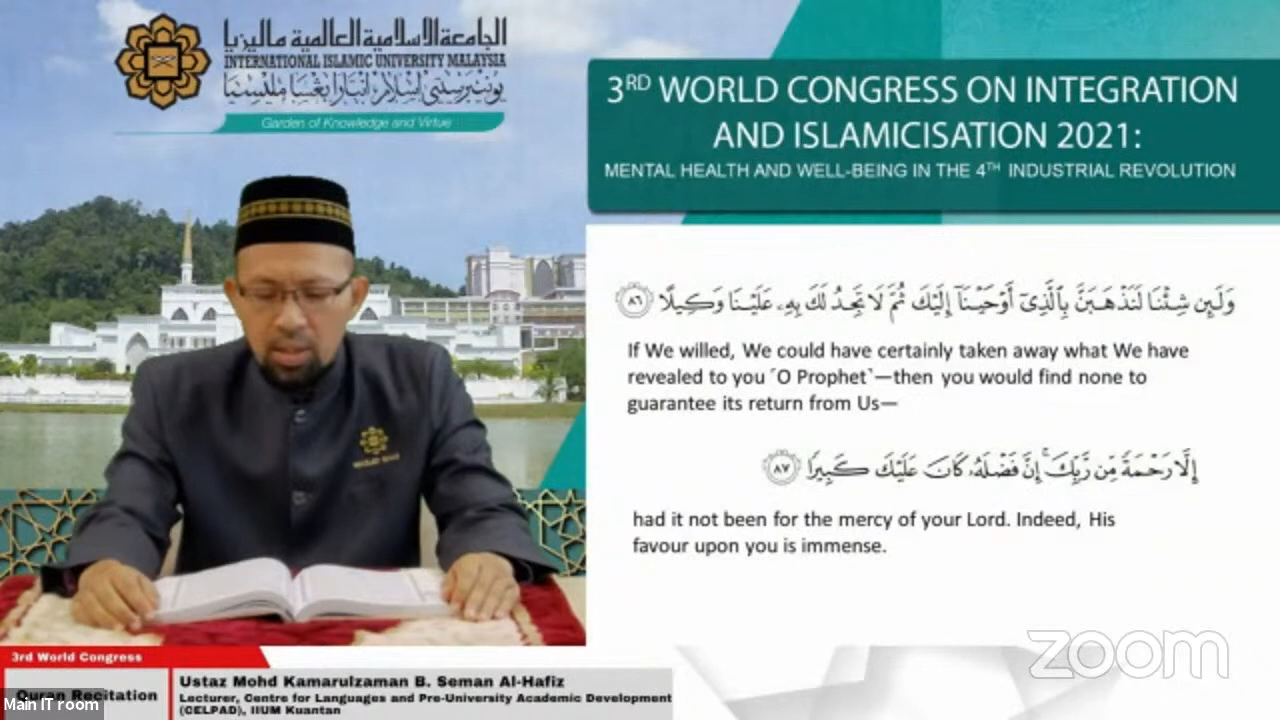 الجامعة الإسلامية العالمية ماليزيا
INTERNATIONAL ISLAMIC UNIVERSITY MALAYSIA
يونيۏرسيتي اسلام انتارابڠسا مليسيا
Garden of Knowledge and Virtue
3RD WORLD CONGRESS ON INTEGRATION
AND ISLAMICISATION 2021:
MENTAL HEALTH AND WELL-BEING IN THE 4TH INDUSTRIAL REVOLUTION
وَلَئِن شِئْنَا لَنَذْهَبَنَّ بِٱلَّذِىٓ أَوْحَيْنَآ إِلَيْكَ ثُمَّ لَا تَجِدُ لَكَ بِهِۦ عَلَيْنَا وَكِيلًا ٨٦
If We willed, We could have certainly taken away what We have
revealed to you ˹O Prophet˺—then you would find none to
guarantee its return from Us—
إِلَّا رَحْمَةً مِّن رَّبِّكَ ۚ إِنَّ فَضْلَهُۥ كَانَ عَلَيْكَ كَبِيرًا ٨٧
had it not been for the mercy of your Lord. Indeed, His
favour upon you is immense.
3rd World Congress
Quran Recitation
Ustaz Mohd Kamarulzaman B. Seman Al-Hafiz
Lecturer, Centre for Languages and Pre-University Academic Development
(CELPAD), IIUM Kuantan
Main IT room
zoom